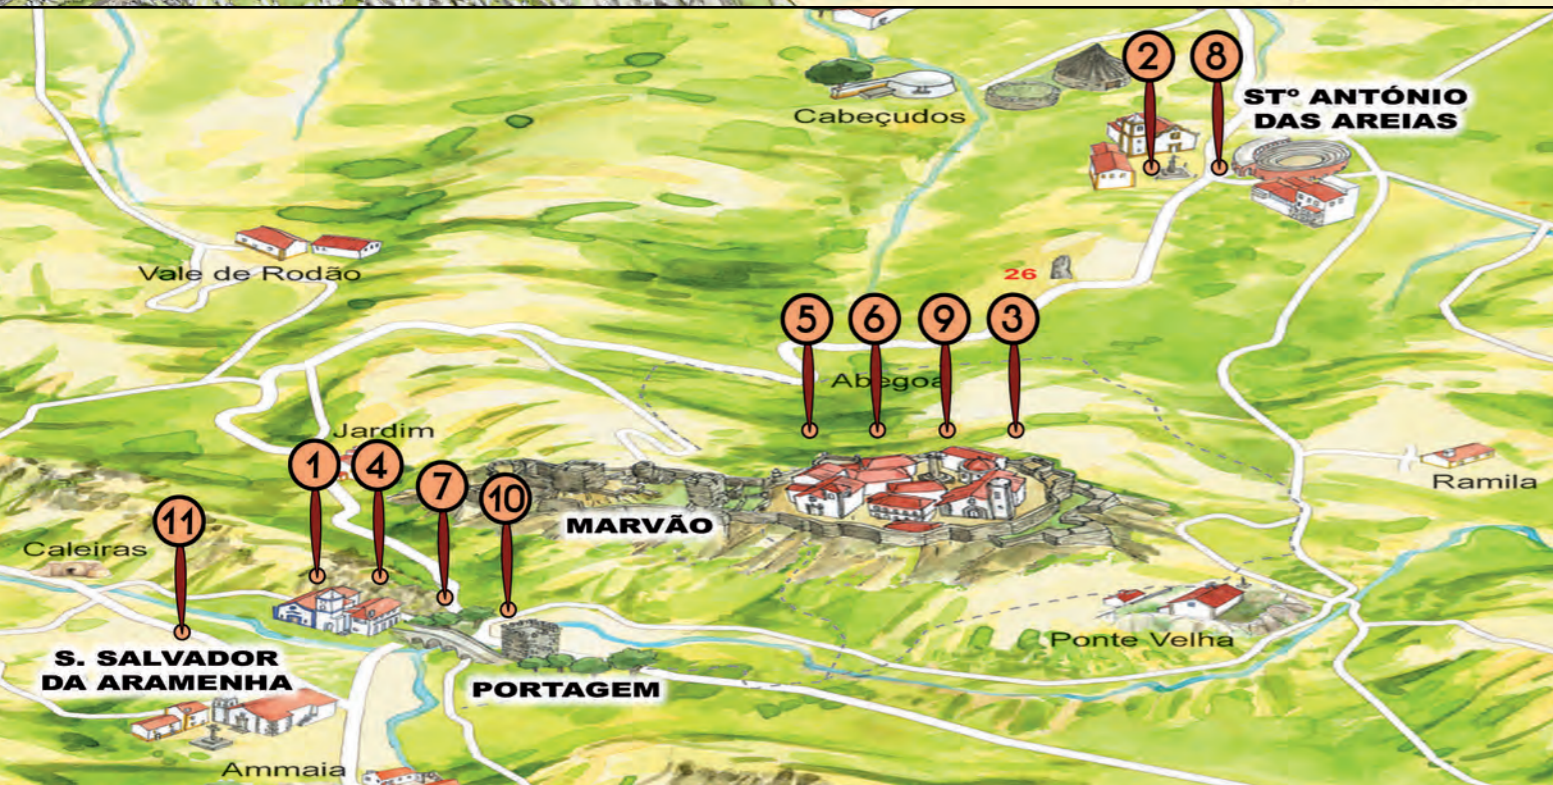 2
8
STº ANTÓNIO
DAS AREIAS
Cabeçudos
Vale de Rodão
26
5
6
9
3
Abegoa
Jardim
1
4
7
10
11
MARVÃO
Ramila
Caleiras
Ponte Velha
S. SALVADOR
DA ARAMENHA
PORTAGEM
Ammaia